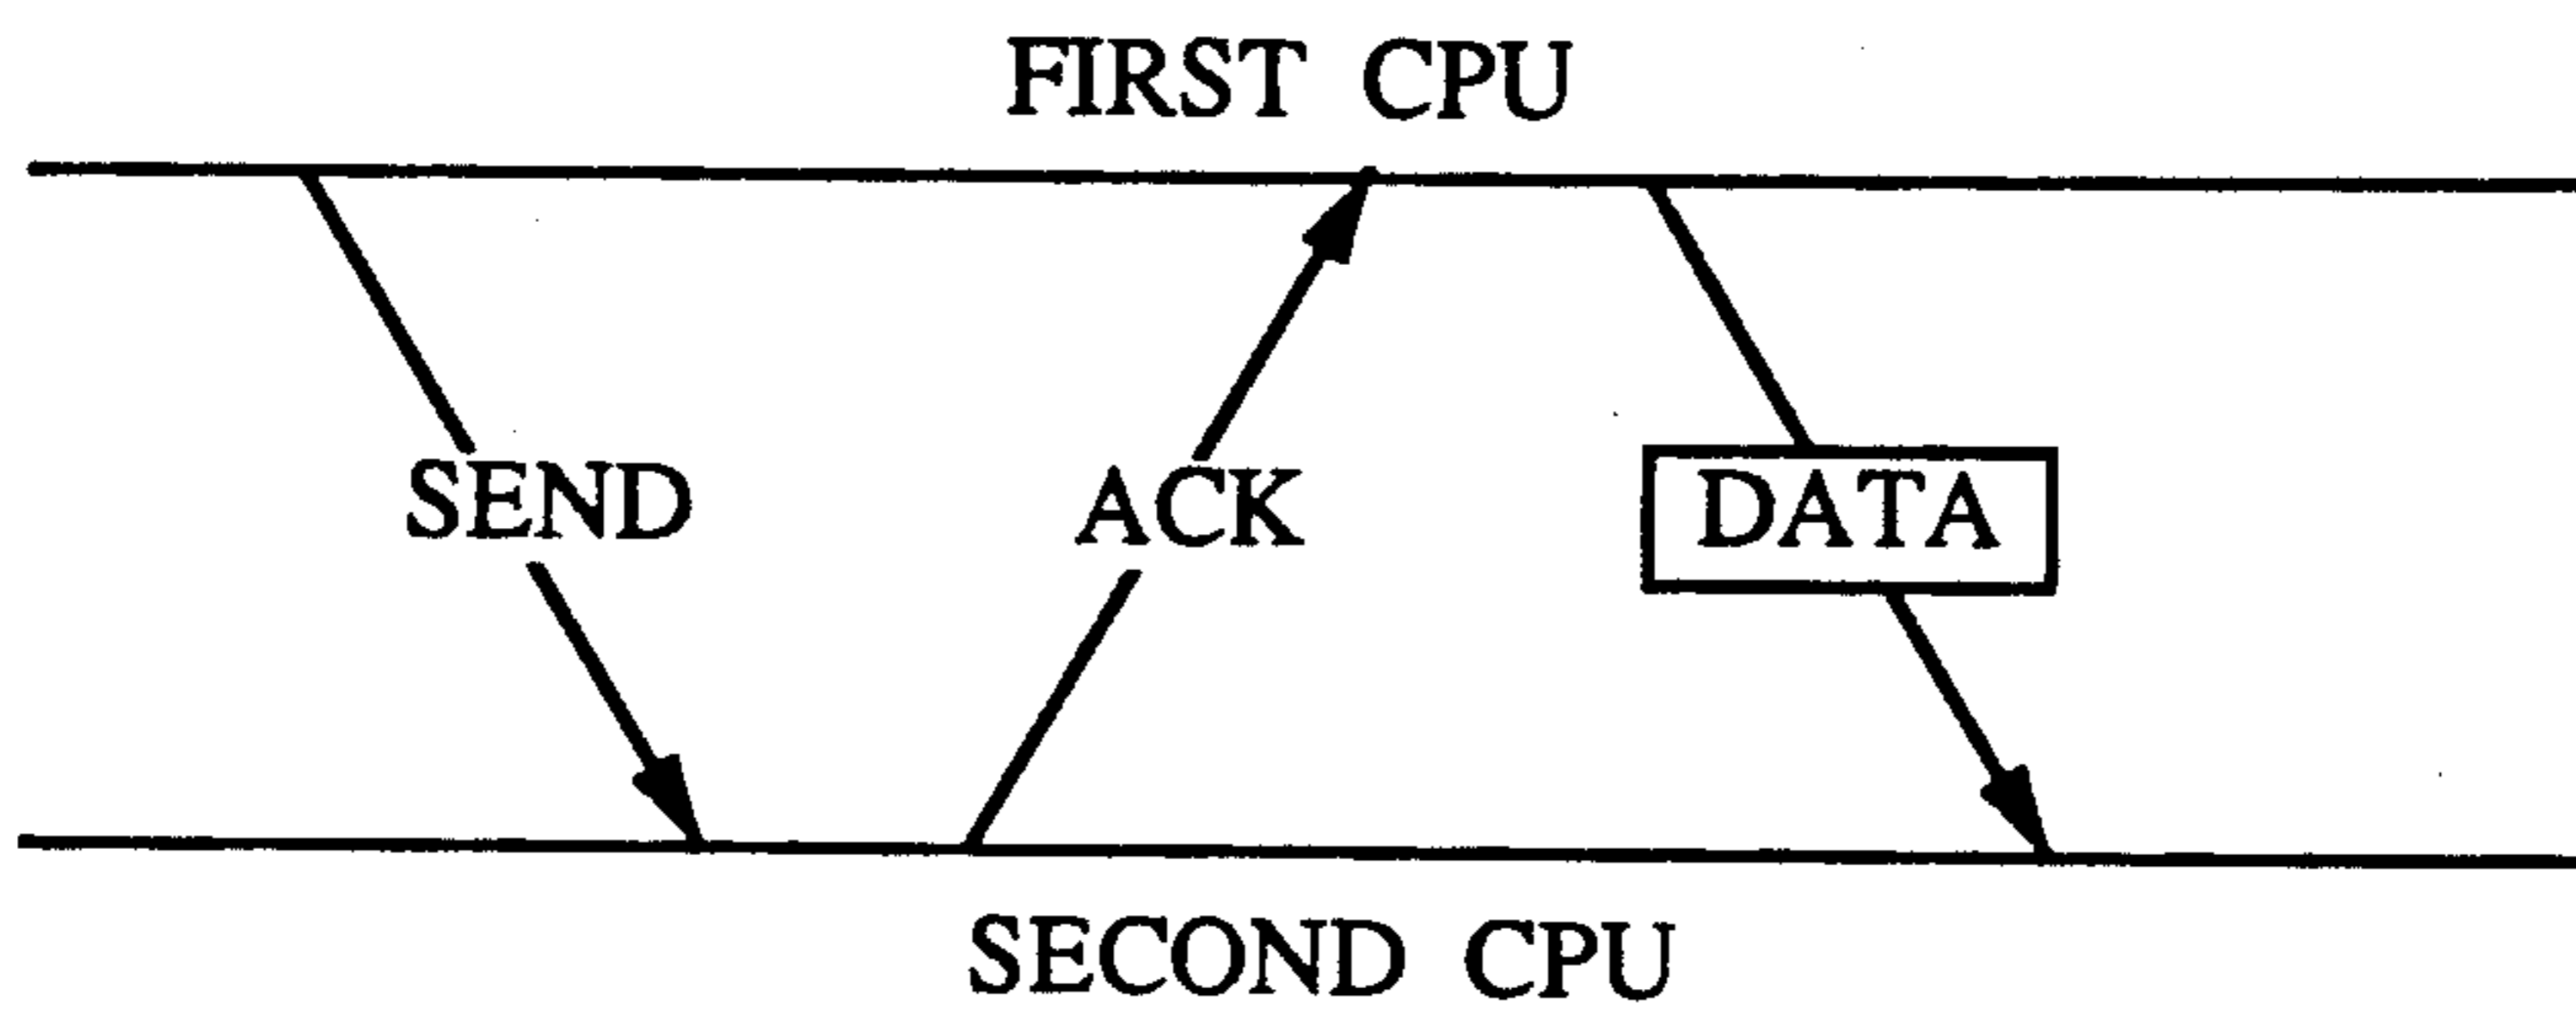 FIRST CPU
SEND
ACK
DATA
SECOND CPU